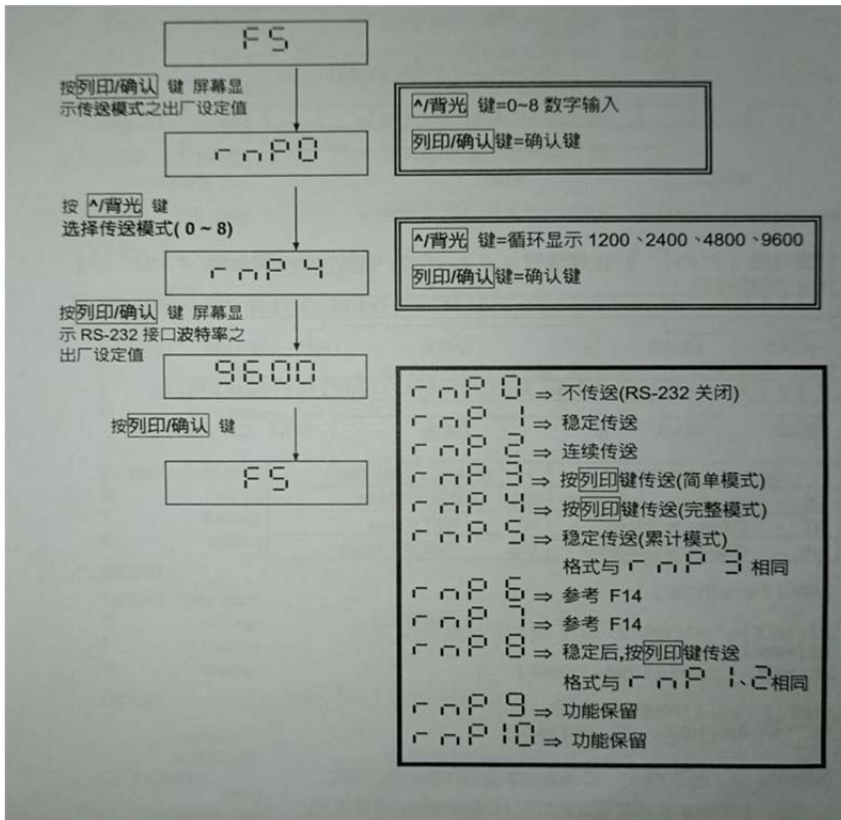 F5
按列印/确认 键 屏幕显
示传送模式之出厂设定值
rnP0
按 ^/背光 键
选择传送模式( 0 ~ 8)
rnP 4
按列印/确认 键 屏幕显
示 RS-232 接口波特率之
出厂设定值
9600
按列印/确认 键
F5
^/背光 键=0~8 数字输入
列印/确认键=确认键
^/背光 键=循环显示 1200、2400、4800、9600
列印/确认键=确认键
rnP 0 ⇒ 不传送(RS-232 关闭)
rnP 1 ⇒ 稳定传送
rnP 2 ⇒ 连续传送
rnP 3 ⇒ 按列印键传送(简单模式)
rnP 4 ⇒ 按列印键传送(完整模式)
rnP 5 ⇒ 稳定传送(累计模式)
格式与 rnP 3 相同
rnP 6 ⇒ 参考 F14
rnP 7 ⇒ 参考 F14
rnP 8 ⇒ 稳定后,按列印键传送
格式与 rnP 1、2相同
rnP 9 ⇒ 功能保留
rnP 10 ⇒ 功能保留